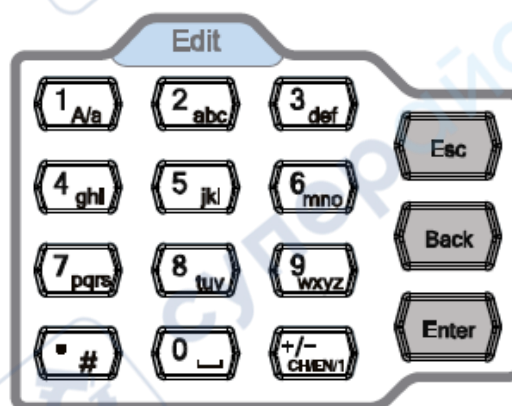 Edit
1 A/a 2 abc 3 def
Esc
4 ghi 5 jkl 6 mno
Back
7 pqrs 8 tuv 9 wxyz
Enter
. # 0 ⎵ +/- CH/EN/1
супер